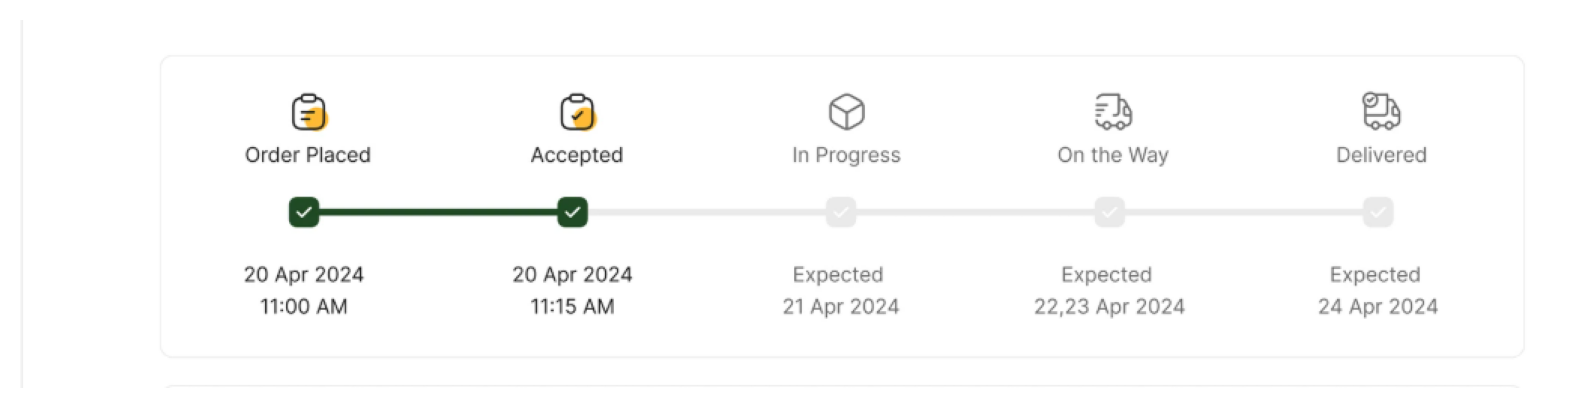 Order Placed
Accepted
In Progress
On the Way
Delivered
20 Apr 2024
11:00 AM
20 Apr 2024
11:15 AM
Expected
21 Apr 2024
Expected
22,23 Apr 2024
Expected
24 Apr 2024